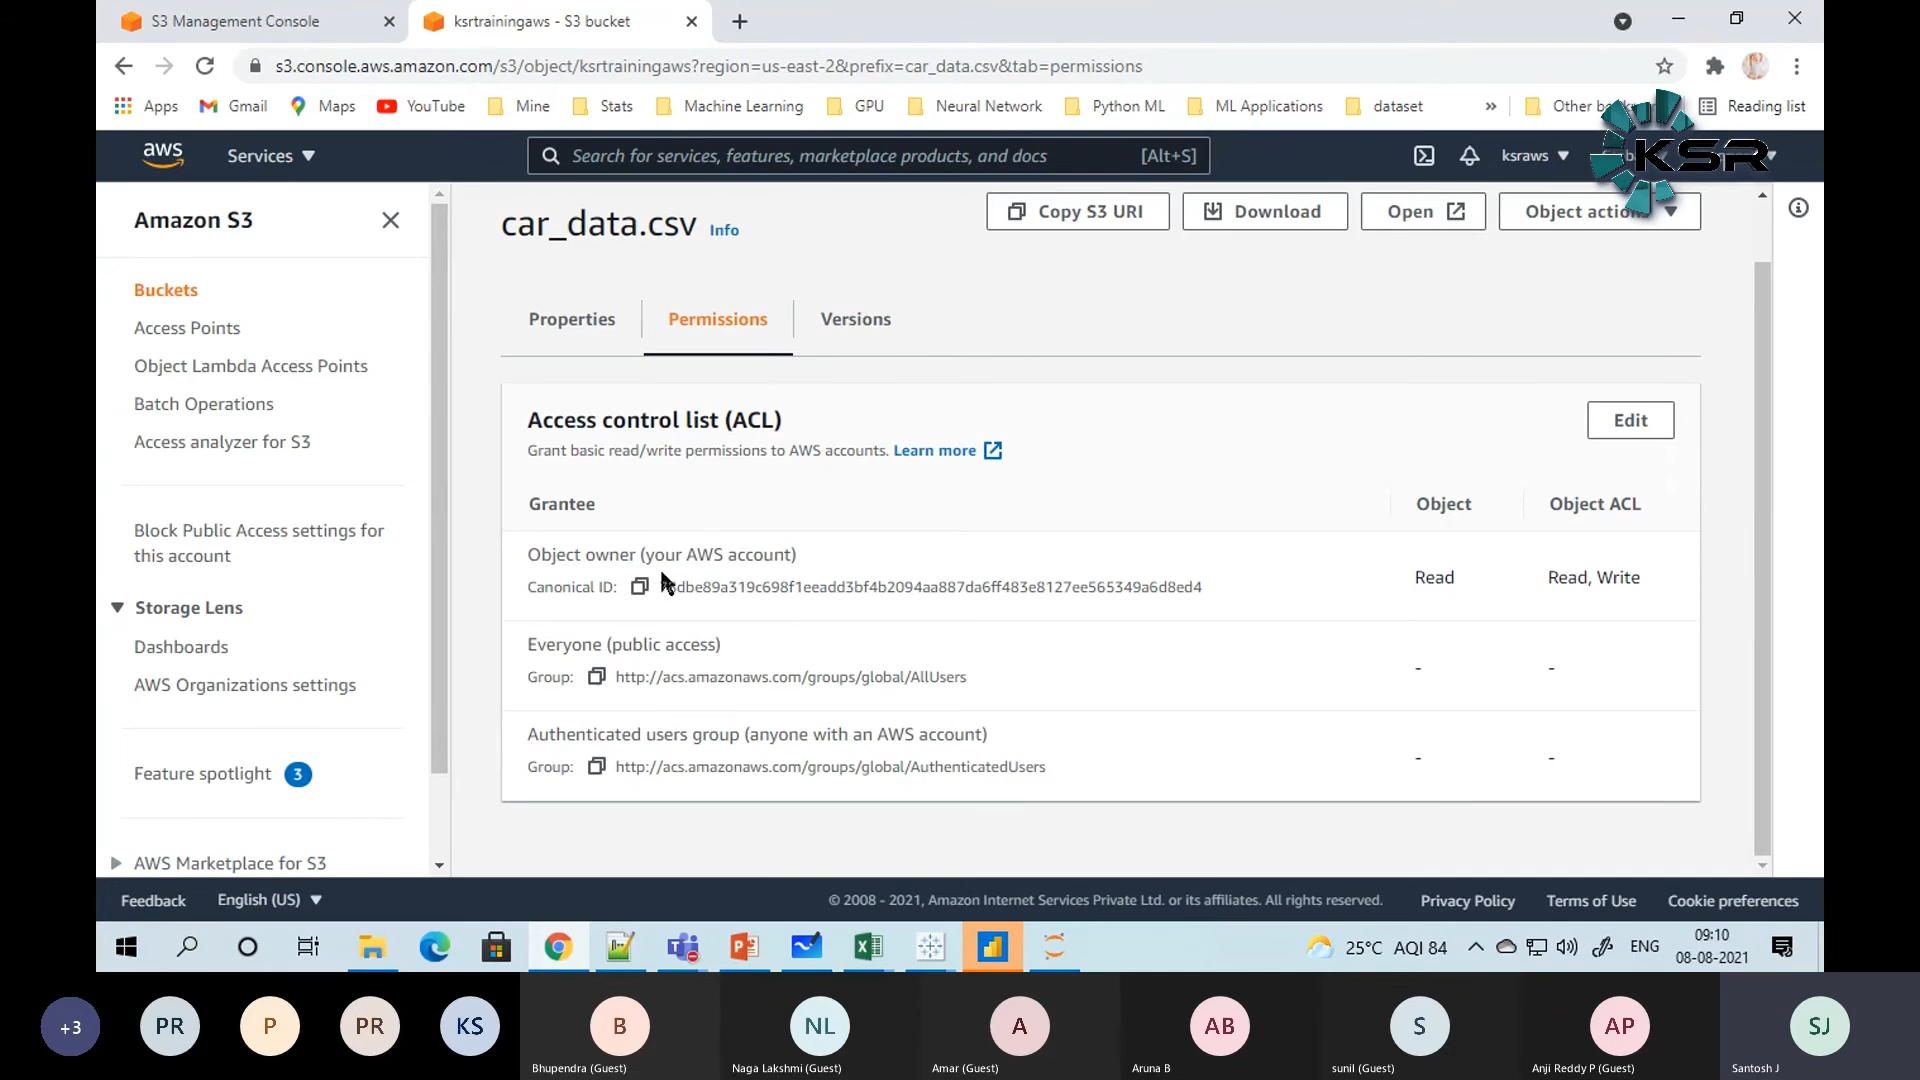 S3 Management Console
ksrtrainingaws - S3 bucket
s3.console.aws.amazon.com/s3/object/ksrtrainingaws?region=us-east-2&prefix=car_data.csv&tab=permissions
Apps Gmail Maps YouTube Mine Stats Machine Learning GPU Neural Network Python ML ML Applications dataset » Other Reading list
aws Services Search for services, features, marketplace products, and docs [Alt+S] ksraws
KSR
Amazon S3
Buckets
Access Points
Object Lambda Access Points
Batch Operations
Access analyzer for S3
Block Public Access settings for
this account
Storage Lens
Dashboards
AWS Organizations settings
Feature spotlight 3
AWS Marketplace for S3
car_data.csv Info
Copy S3 URI Download Open Object
Properties Permissions Versions
Access control list (ACL)
Edit
Grant basic read/write permissions to AWS accounts. Learn more
Grantee Object Object ACL
Object owner (your AWS account)
Canonical ID: dbe89a319c698f1eeadd3bf4b2094aa887da6ff483e8127ee565349a6d8ed4
Read Read, Write
Everyone (public access)
Group: http://acs.amazonaws.com/groups/global/AllUsers
- -
Authenticated users group (anyone with an AWS account)
Group: http://acs.amazonaws.com/groups/global/AuthenticatedUsers
- -
Feedback English (US) © 2008 - 2021, Amazon Internet Services Private Ltd. or its affiliates. All rights reserved. Privacy Policy Terms of Use Cookie preferences
25°C AQI 84 ENG
09:10
08-08-2021
+3 PR P PR KS B NL A AB S AP SJ
Bhupendra (Guest) Naga Lakshmi (Guest) Amar (Guest) Aruna B sunil (Guest) Anji Reddy P (Guest) Santosh J